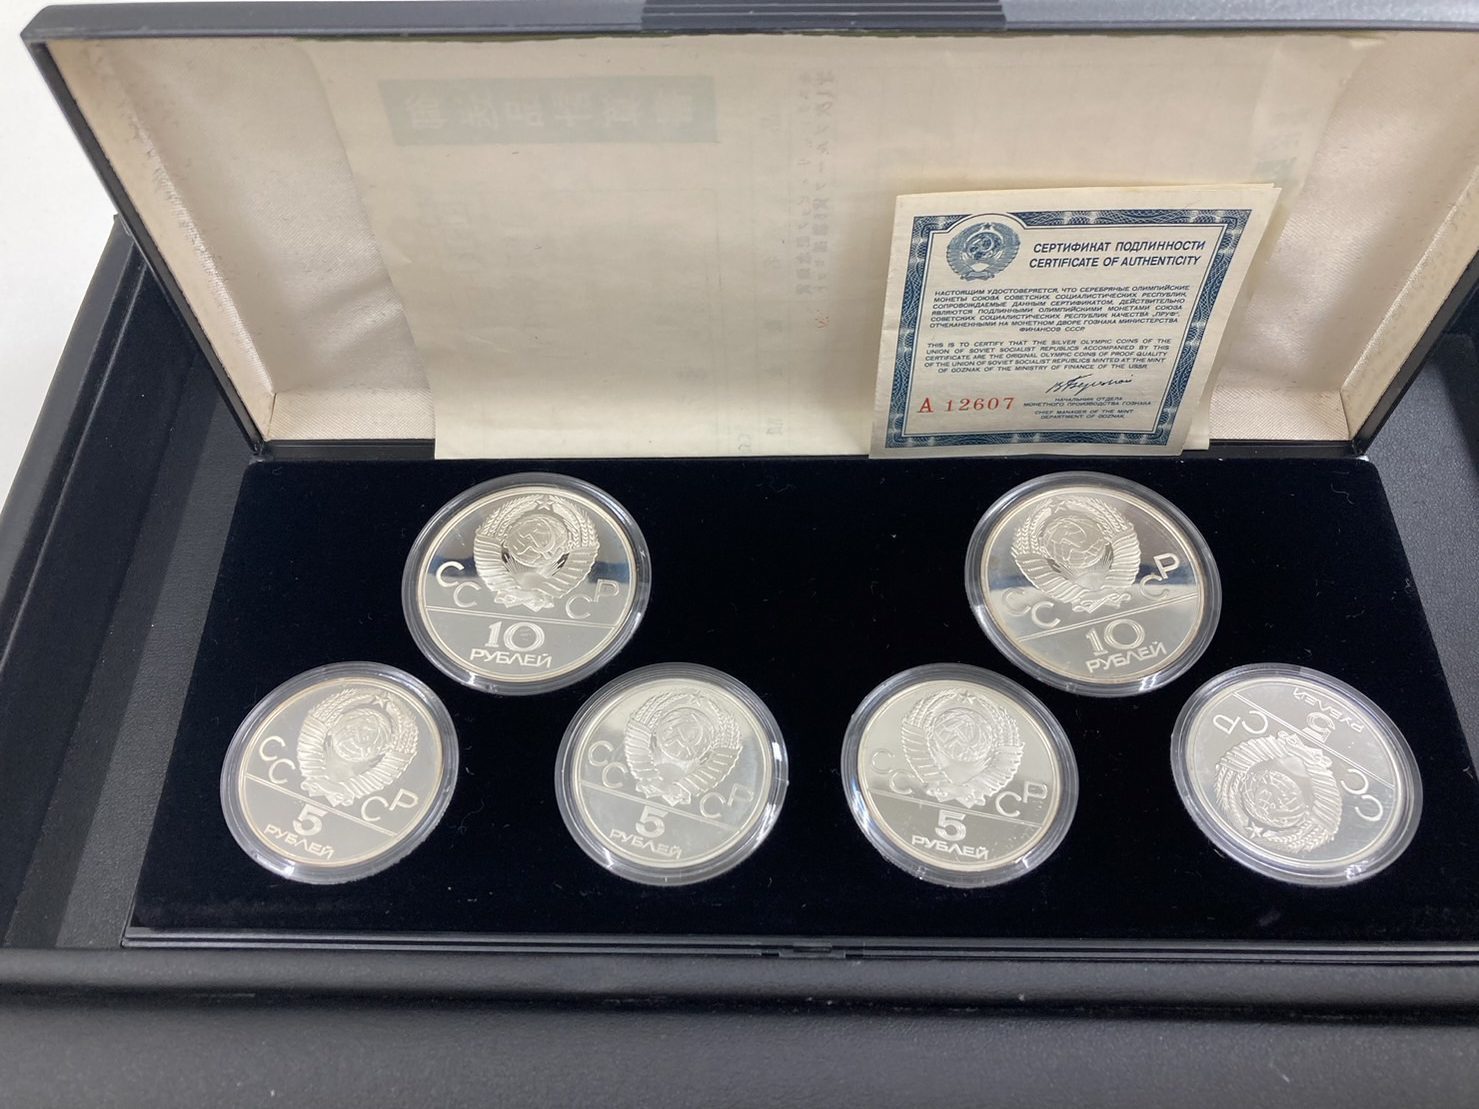 СЕРТИФИКАТ ПОДЛИННОСТИ
CERTIFICATE OF AUTHENTICITY
НАСТОЯЩИМ УДОСТОВЕРЯЕТСЯ, ЧТО СЕРЕБРЯНЫЕ ОЛИМПИЙСКИЕ
МОНЕТЫ СОЮЗА СОВЕТСКИХ СОЦИАЛИСТИЧЕСКИХ РЕСПУБЛИК,
СОПРОВОЖДАЕМЫЕ ДАННЫМ СЕРТИФИКАТОМ, ДЕЙСТВИТЕЛЬНО
ЯВЛЯЮТСЯ ПОДЛИННЫМИ ОЛИМПИЙСКИМИ МОНЕТАМИ СОЮЗА
СОВЕТСКИХ СОЦИАЛИСТИЧЕСКИХ РЕСПУБЛИК КАЧЕСТВА „ПРУФ“,
ОТЧЕКАНЕННЫМИ НА МОНЕТНОМ ДВОРЕ ГОЗНАКА МИНИСТЕРСТВА
ФИНАНСОВ СССР
THIS IS TO CERTIFY THAT THE SILVER OLYMPIC COINS OF THE
UNION OF SOVIET SOCIALIST REPUBLICS ACCOMPANIED BY THIS
CERTIFICATE ARE THE ORIGINAL OLYMPIC COINS OF PROOF QUALITY
OF THE UNION OF SOVIET SOCIALIST REPUBLICS MINTED AT THE MINT
OF GOZNAK OF THE MINISTRY OF FINANCE OF THE USSR.
A 12607
НАЧАЛЬНИК ОТДЕЛА
МОНЕТНОГО ПРОИЗВОДСТВА ГОЗНАКА
CHIEF MANAGER OF THE MINT
DEPARTMENT OF GOZNAK
СССР
10
РУБЛЕЙ
СССР
10
РУБЛЕЙ
СССР
5
РУБЛЕЙ
СССР
5
РУБЛЕЙ
СССР
5
РУБЛЕЙ
СССР
5
РУБЛЕЙ